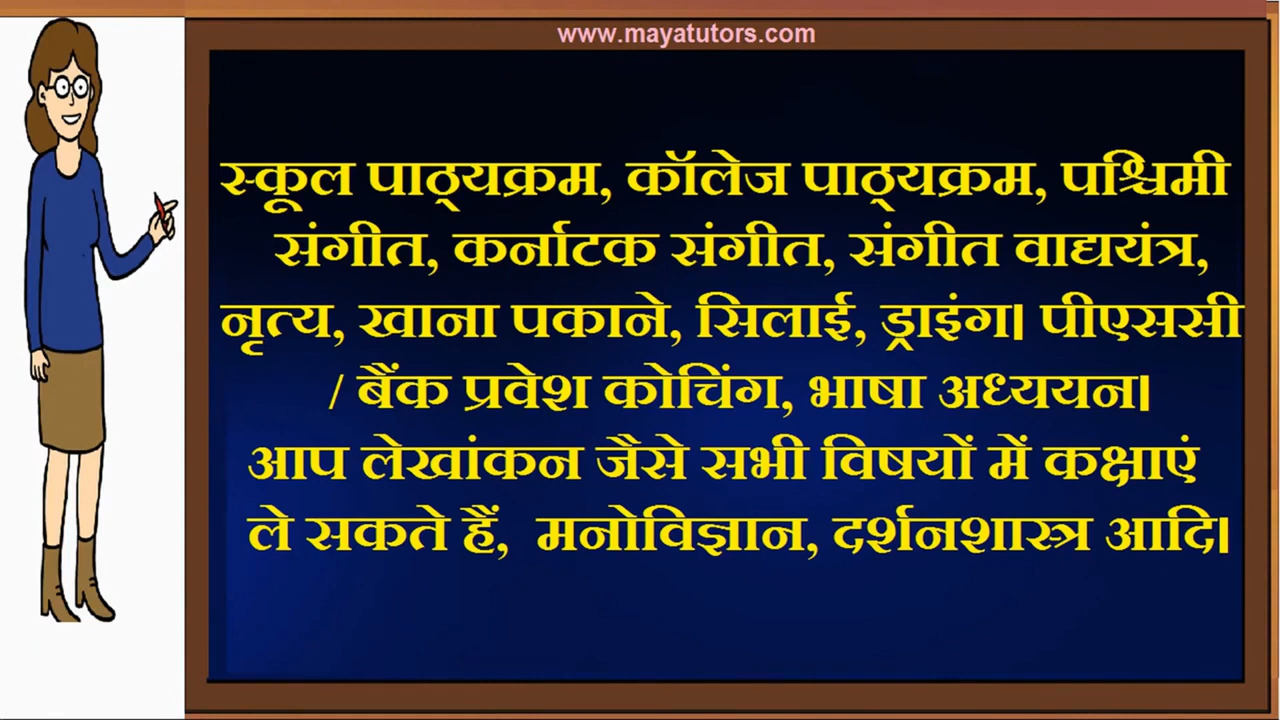 www.mayatutors.com
स्कूल पाठ्यक्रम, कॉलेज पाठ्यक्रम, पश्चिमी
संगीत, कर्नाटक संगीत, संगीत वाद्ययंत्र,
नृत्य, खाना पकाने, सिलाई, ड्राइंग। पीएससी
/ बैंक प्रवेश कोचिंग, भाषा अध्ययन।
आप लेखांकन जैसे सभी विषयों में कक्षाएं
ले सकते हैं, मनोविज्ञान, दर्शनशास्त्र आदि।